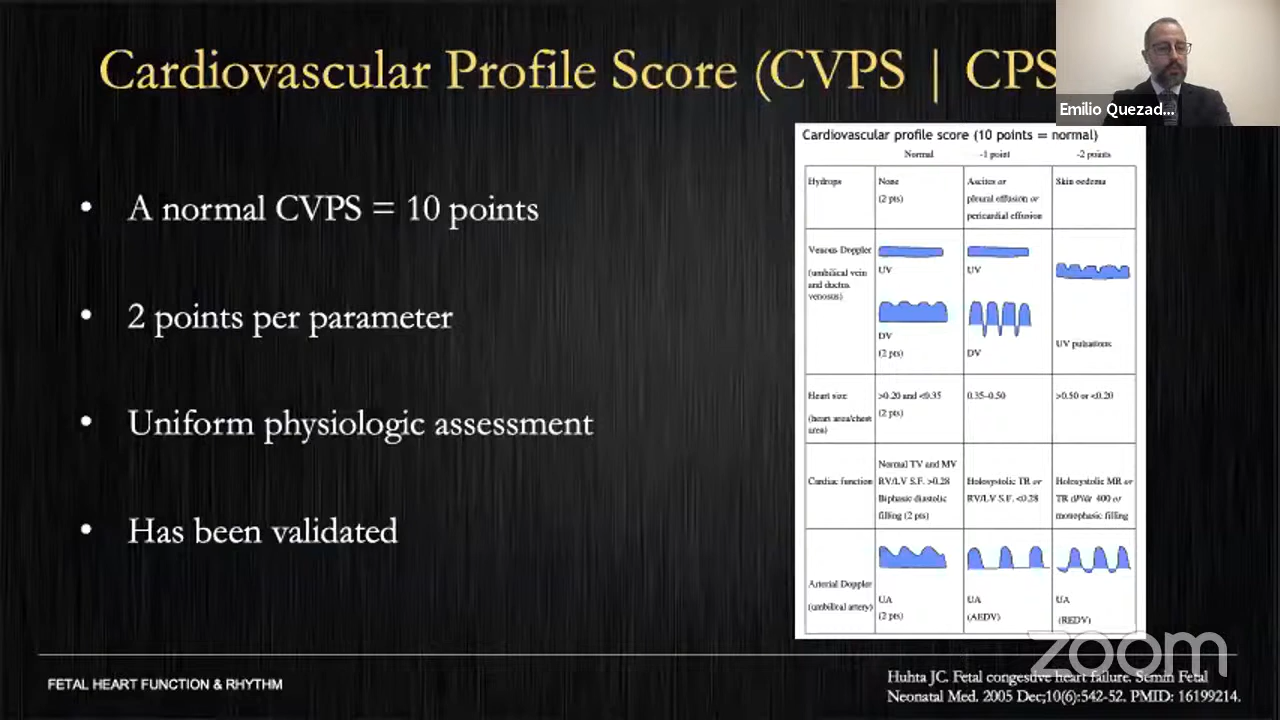 Cardiovascular Profile Score (CVPS | CPS
Emilio Quezad...
• A normal CVPS = 10 points
• 2 points per parameter
• Uniform physiologic assessment
• Has been validated
Cardiovascular profile score (10 points = normal)
Normal -1 point -2 points
Hydrops
None
(2 pts)
Ascites or
pleural effusion or
pericardial effusion
Skin oedema
Venous Doppler
(umbilical vein
and ductus
venosus)
UV
DV
(2 pts)
UV
DV
UV pulsations
Heart size
(heart area/chest
area)
>0.20 and <0.35
(2 pts)
0.35–0.50
>0.50 or <0.20
Cardiac function
Normal TV and MV
RV/LV S.F. >0.28
Biphasic diastolic
filling (2 pts)
Holosystolic TR or
RV/LV S.F. <0.28
Holosystolic MR or
TR dP/dt 400 or
monophasic filling
Arterial Doppler
(umbilical artery)
UA
(2 pts)
UA
(AEDV)
UA
(REDV)
zoom
FETAL HEART FUNCTION & RHYTHM
Huhta JC. Fetal congestive heart failure. Semin Fetal
Neonatal Med. 2005 Dec;10(6):542-52. PMID: 16199214.